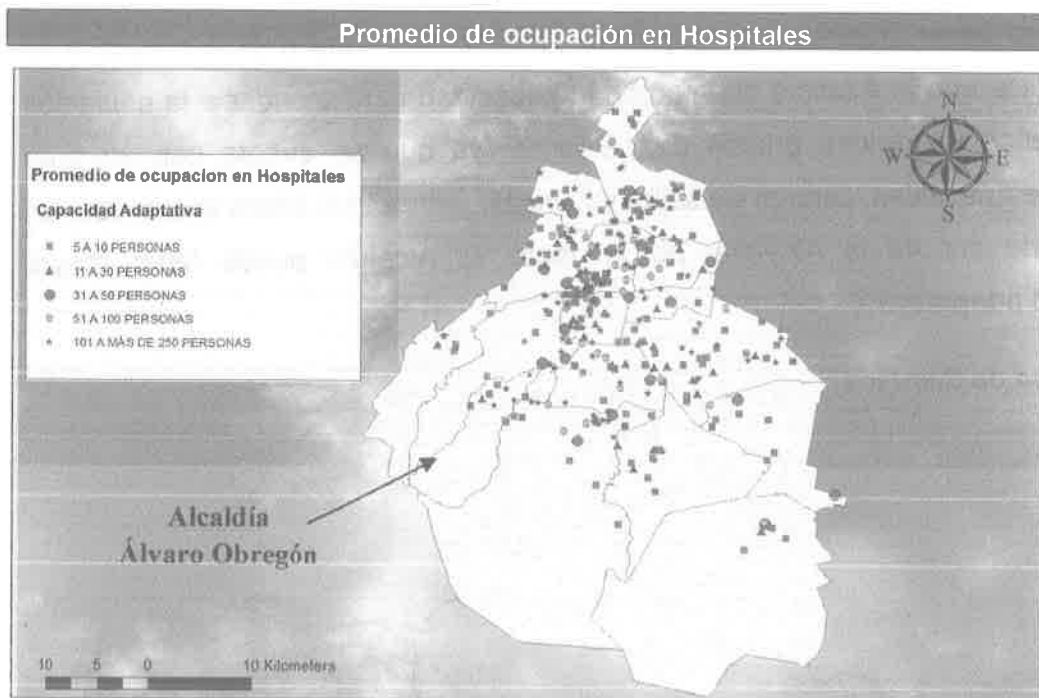 Promedio de ocupación en Hospitales
N
W
E
S
Promedio de ocupacion en Hospitales
Capacidad Adaptativa
5 A 10 PERSONAS
11 A 30 PERSONAS
31 A 50 PERSONAS
51 A 100 PERSONAS
101 A MÁS DE 250 PERSONAS
Alcaldía
Álvaro Obregón
10 5 0 10 Kilometers